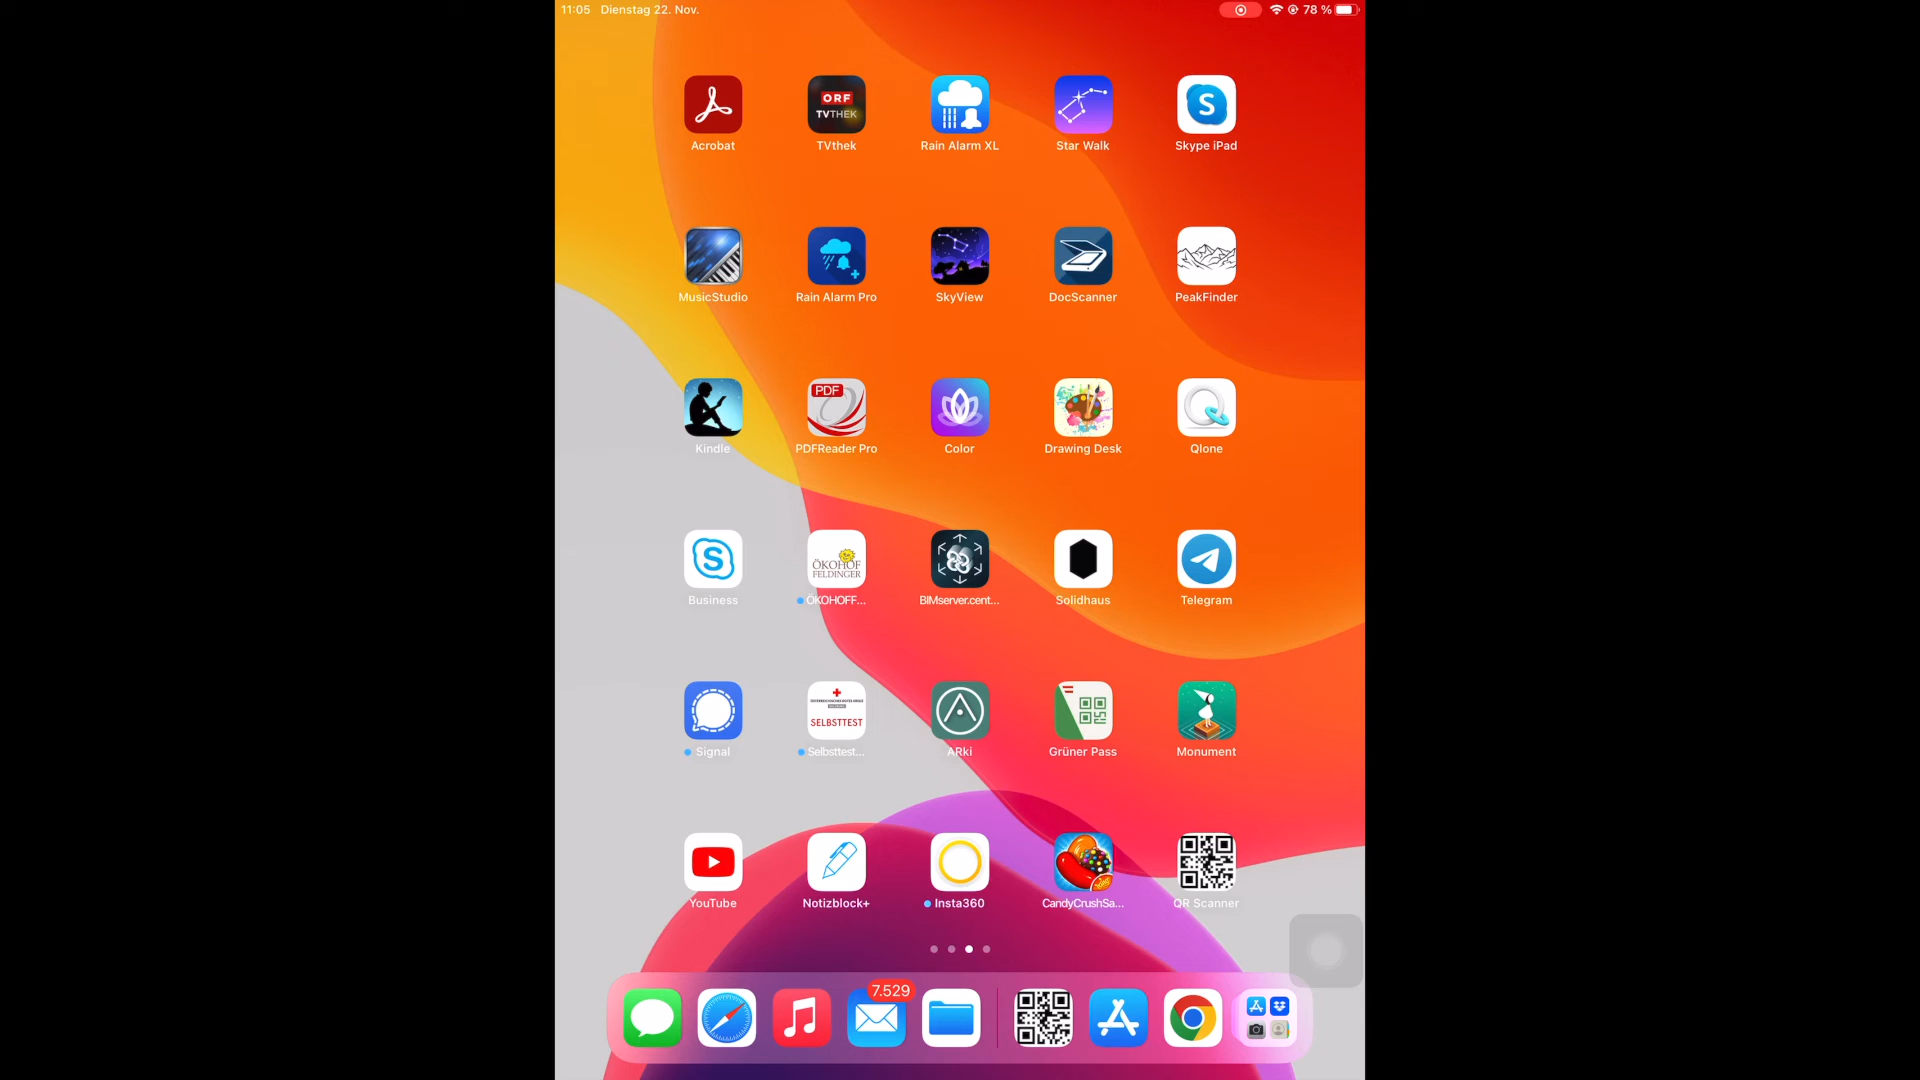 11:05 Dienstag 22. Nov.
78 %
ORF
TVTHEK
S
Acrobat
TVthek
Rain Alarm XL
Star Walk
Skype iPad
MusicStudio
Rain Alarm Pro
SkyView
DocScanner
PeakFinder
PDF
Kindle
PDFReader Pro
Color
Drawing Desk
Qlone
S
ÖKOHOF
FELDINGER
Business
ÖKOHOFF...
BIMserver.cent...
Solidhaus
Telegram
SELBSTTEST
Signal
Selbsttest...
ARki
Grüner Pass
Monument
YouTube
Notizblock+
Insta360
CandyCrushSa...
QR Scanner
7.529